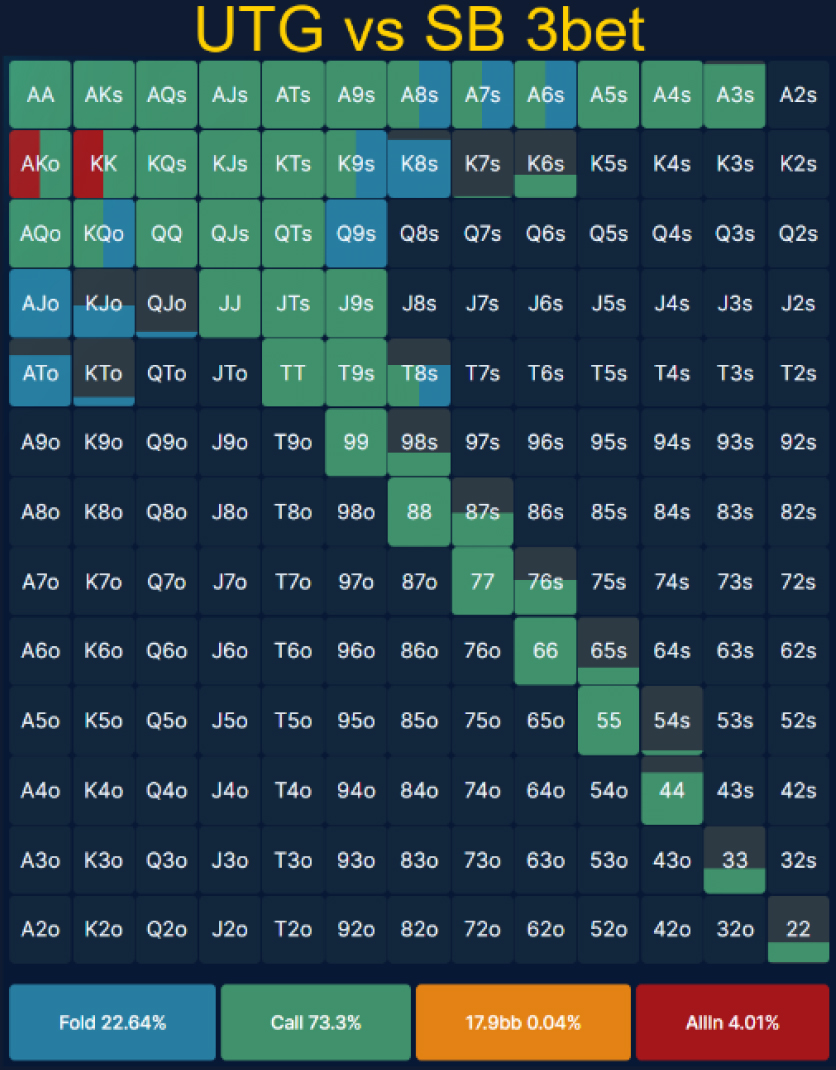 UTG vs SB 3bet
AA AKs AQs AJs ATs A9s A8s A7s A6s A5s A4s A3s A2s
AKo KK KQs KJs KTs K9s K8s K7s K6s K5s K4s K3s K2s
AQo KQo QQ QJs QTs Q9s Q8s Q7s Q6s Q5s Q4s Q3s Q2s
AJo KJo QJo JJ JTs J9s J8s J7s J6s J5s J4s J3s J2s
ATo KTo QTo JTo TT T9s T8s T7s T6s T5s T4s T3s T2s
A9o K9o Q9o J9o T9o 99 98s 97s 96s 95s 94s 93s 92s
A8o K8o Q8o J8o T8o 98o 88 87s 86s 85s 84s 83s 82s
A7o K7o Q7o J7o T7o 97o 87o 77 76s 75s 74s 73s 72s
A6o K6o Q6o J6o T6o 96o 86o 76o 66 65s 64s 63s 62s
A5o K5o Q5o J5o T5o 95o 85o 75o 65o 55 54s 53s 52s
A4o K4o Q4o J4o T4o 94o 84o 74o 64o 54o 44 43s 42s
A3o K3o Q3o J3o T3o 93o 83o 73o 63o 53o 43o 33 32s
A2o K2o Q2o J2o T2o 92o 82o 72o 62o 52o 42o 32o 22
Fold 22.64% Call 73.3% 17.9bb 0.04% AllIn 4.01%